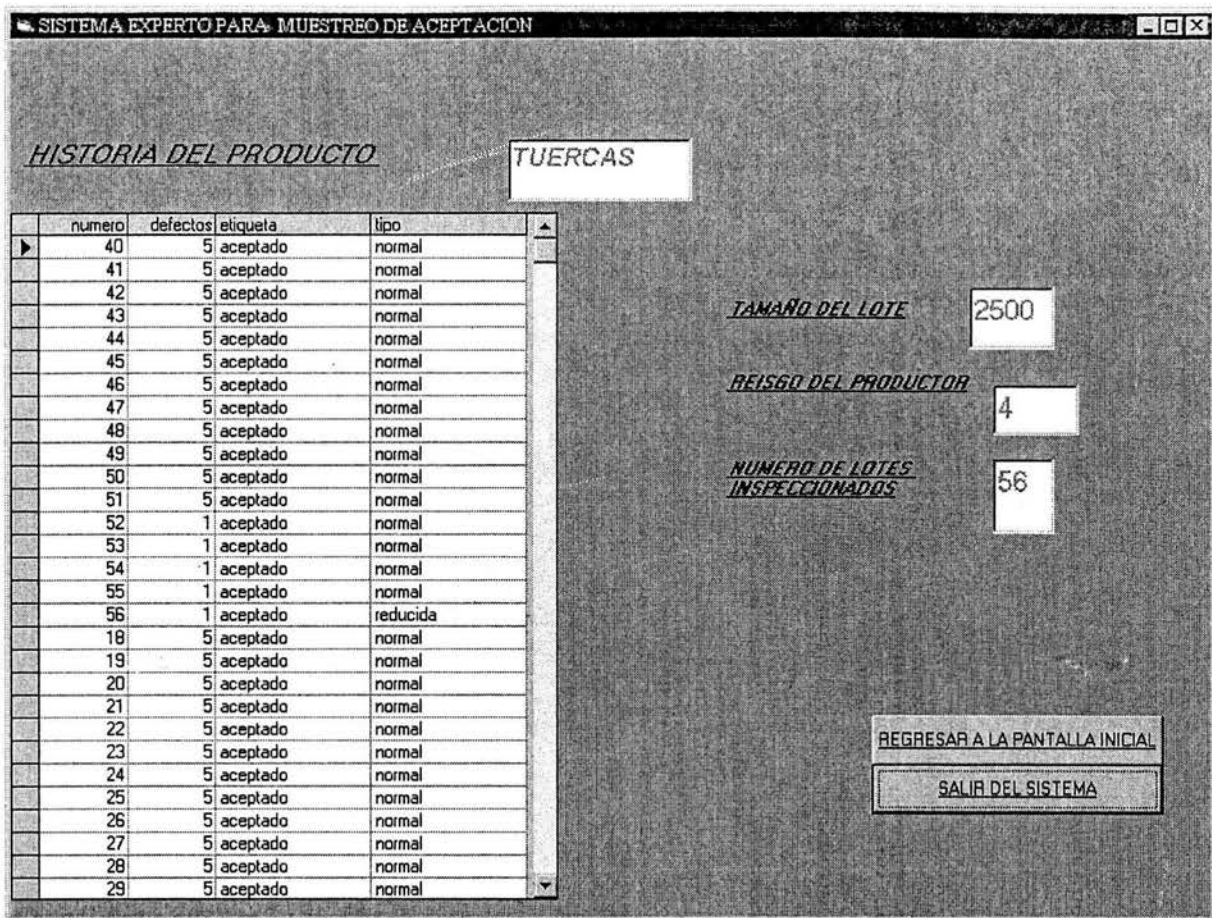 SISTEMA EXPERTO PARA MUESTREO DE ACEPTACION
HISTORIA DEL PRODUCTO
TUERCAS
numero defectos etiqueta tipo
40 5 aceptado normal
41 5 aceptado normal
42 5 aceptado normal
43 5 aceptado normal
44 5 aceptado normal
45 5 aceptado normal
46 5 aceptado normal
47 5 aceptado normal
48 5 aceptado normal
49 5 aceptado normal
50 5 aceptado normal
51 5 aceptado normal
52 1 aceptado normal
53 1 aceptado normal
54 1 aceptado normal
55 1 aceptado normal
56 1 aceptado reducida
18 5 aceptado normal
19 5 aceptado normal
20 5 aceptado normal
21 5 aceptado normal
22 5 aceptado normal
23 5 aceptado normal
24 5 aceptado normal
25 5 aceptado normal
26 5 aceptado normal
27 5 aceptado normal
28 5 aceptado normal
29 5 aceptado normal
TAMAÑO DEL LOTE 2500
REISGO DEL PRODUCTOR 4
NUMERO DE LOTES
INSPECCIONADOS 56
REGRESAR A LA PANTALLA INICIAL
SALIR DEL SISTEMA